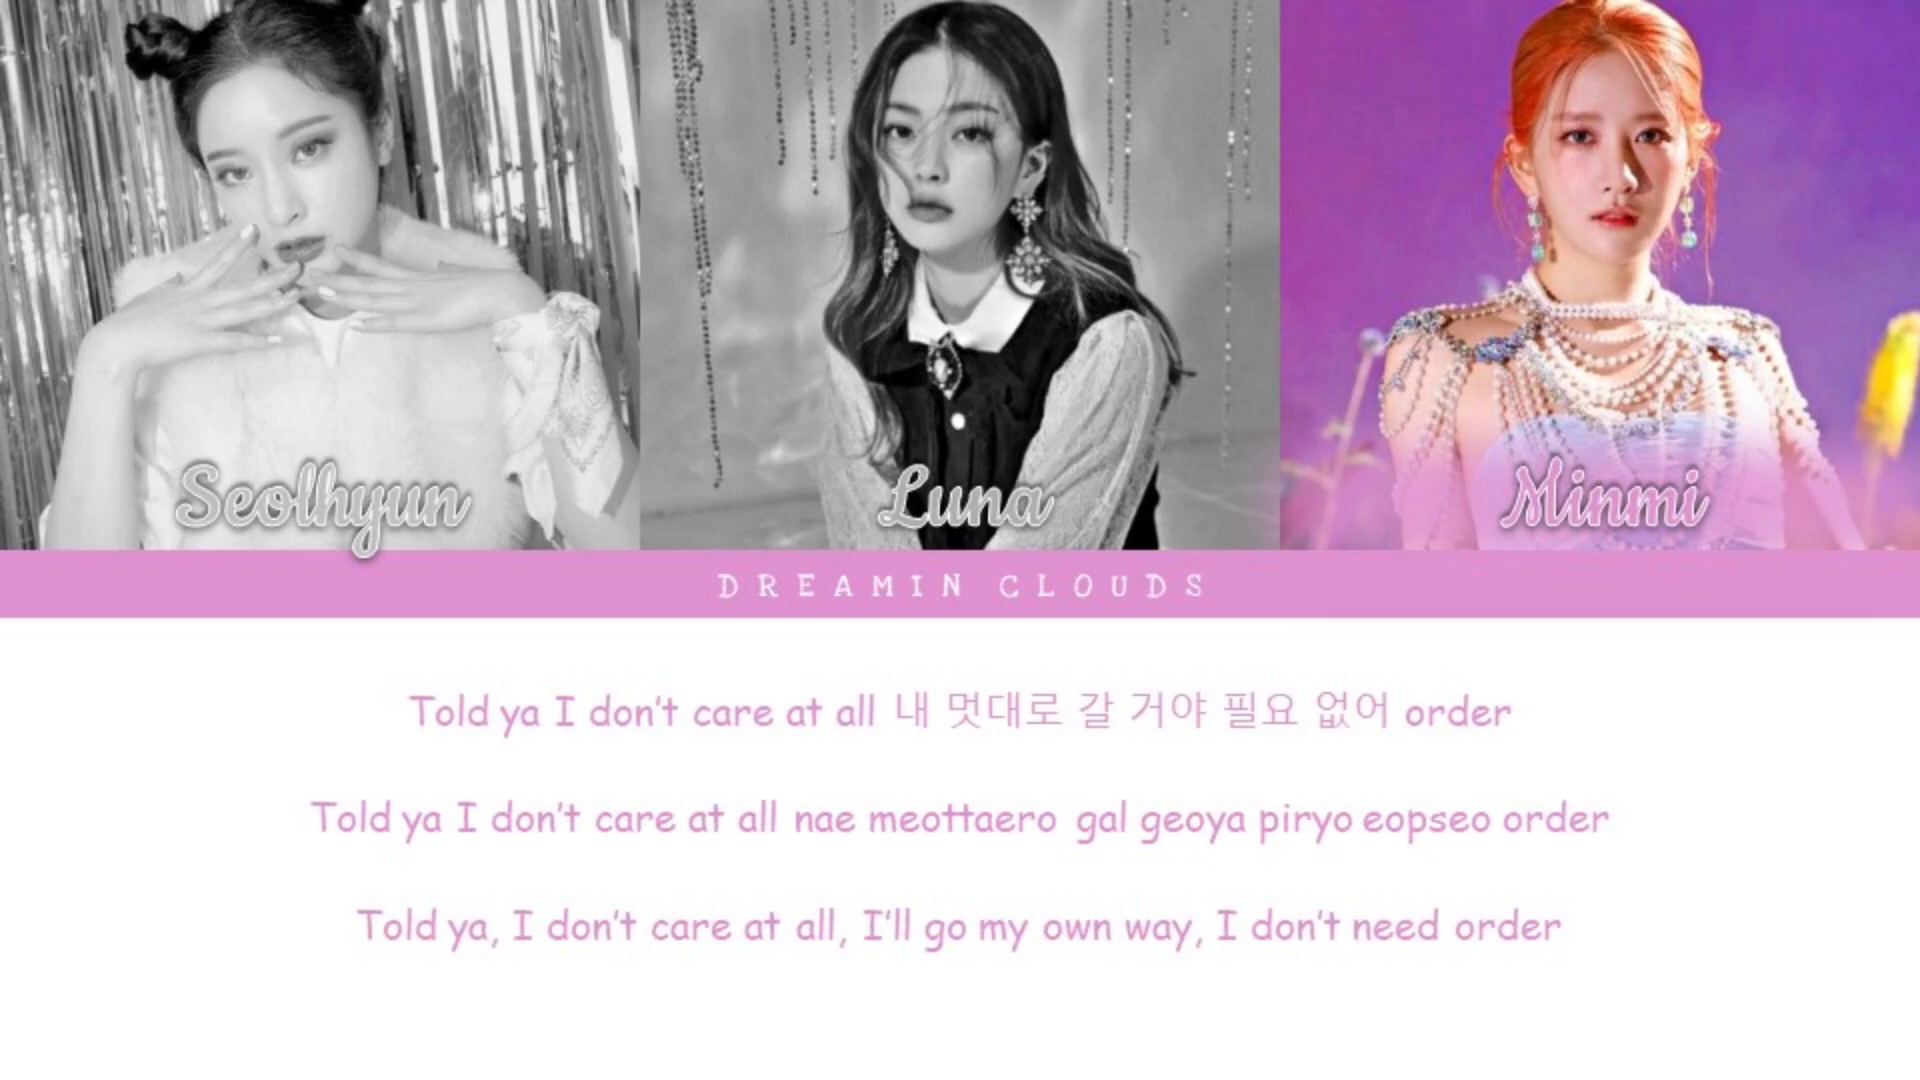 Seolhyun
Luna
Minmi
DREAMIN CLOUDS
Told ya I don't care at all 내 멋대로 갈 거야 필요 없어 order
Told ya I don't care at all nae meottaero gal geoya piryo eopseo order
Told ya, I don't care at all, I'll go my own way, I don't need order